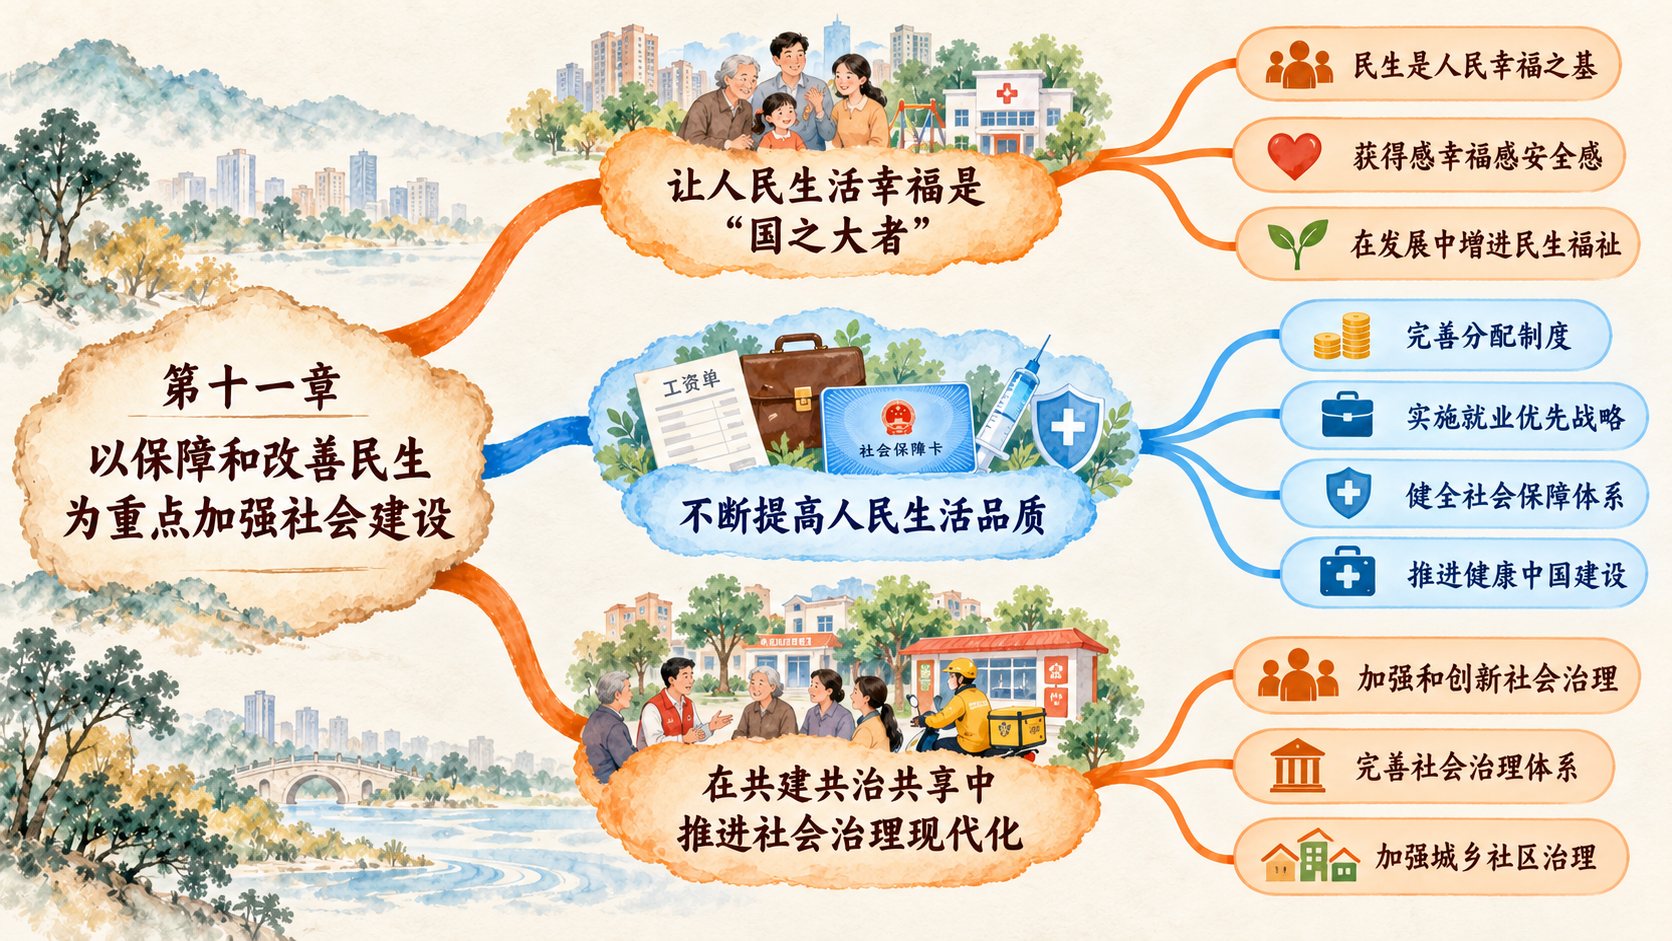 第十一章
以保障和改善民生
为重点加强社会建设
让人民生活幸福是
“国之大者”
民生是人民幸福之基
获得感幸福感安全感
在发展中增进民生福祉
工资单
社会保障卡
不断提高人民生活品质
完善分配制度
实施就业优先战略
健全社会保障体系
推进健康中国建设
在共建共治共享中
推进社会治理现代化
加强和创新社会治理
完善社会治理体系
加强城乡社区治理